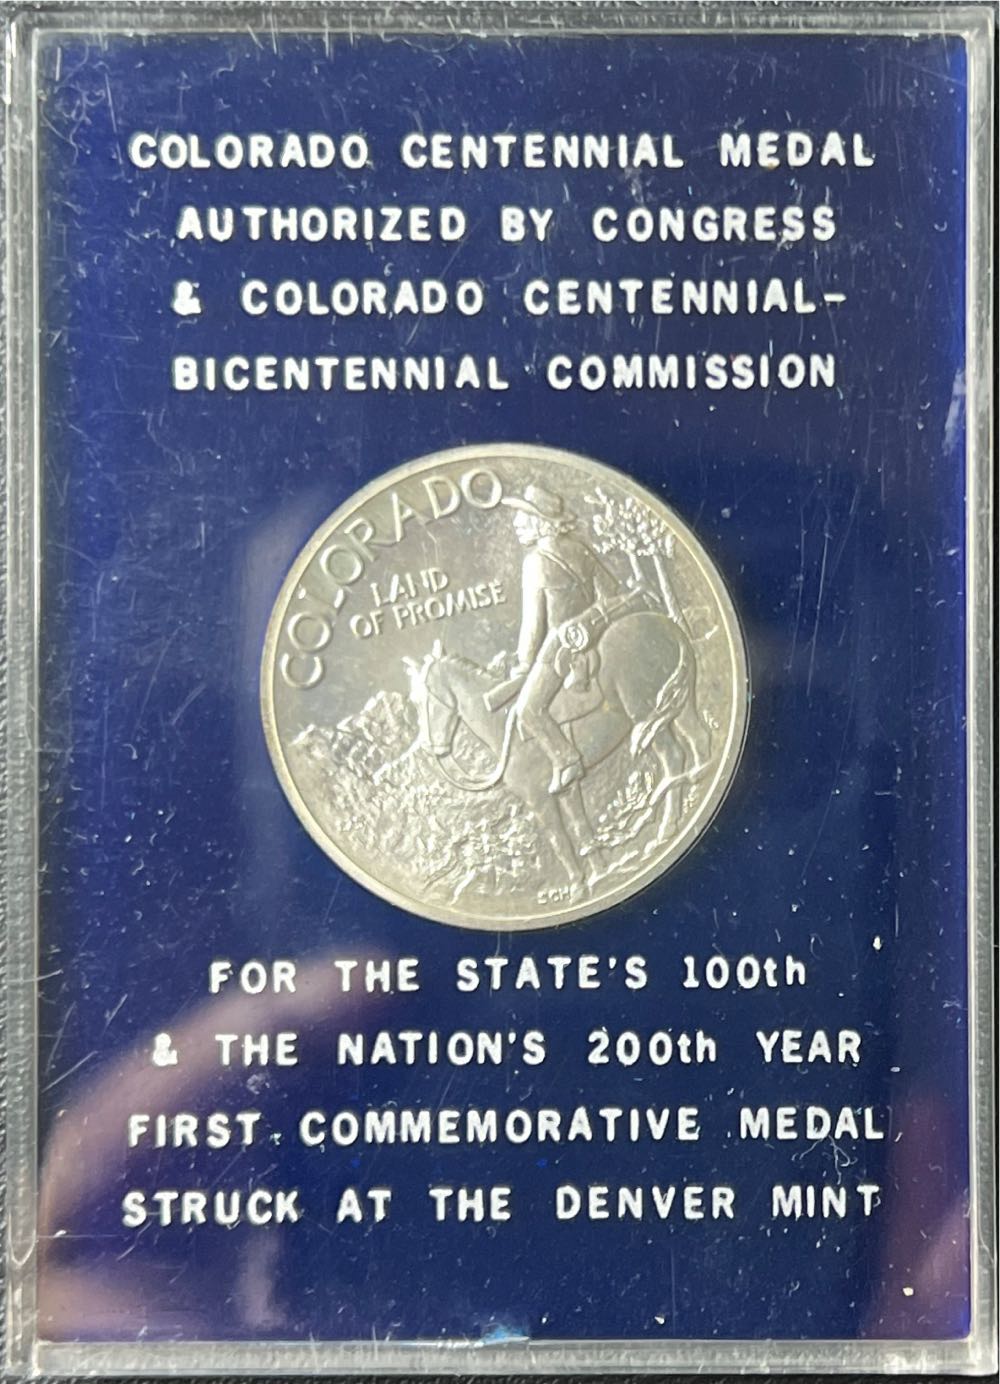 COLORADO CENTENNIAL MEDAL
AUTHORIZED BY CONGRESS
& COLORADO CENTENNIAL-
BICENTENNIAL COMMISSION
COLORADO
LAND
OF PROMISE
SCH
FOR THE STATE'S 100th
& THE NATION'S 200th YEAR
FIRST COMMEMORATIVE MEDAL
STRUCK AT THE DENVER MINT